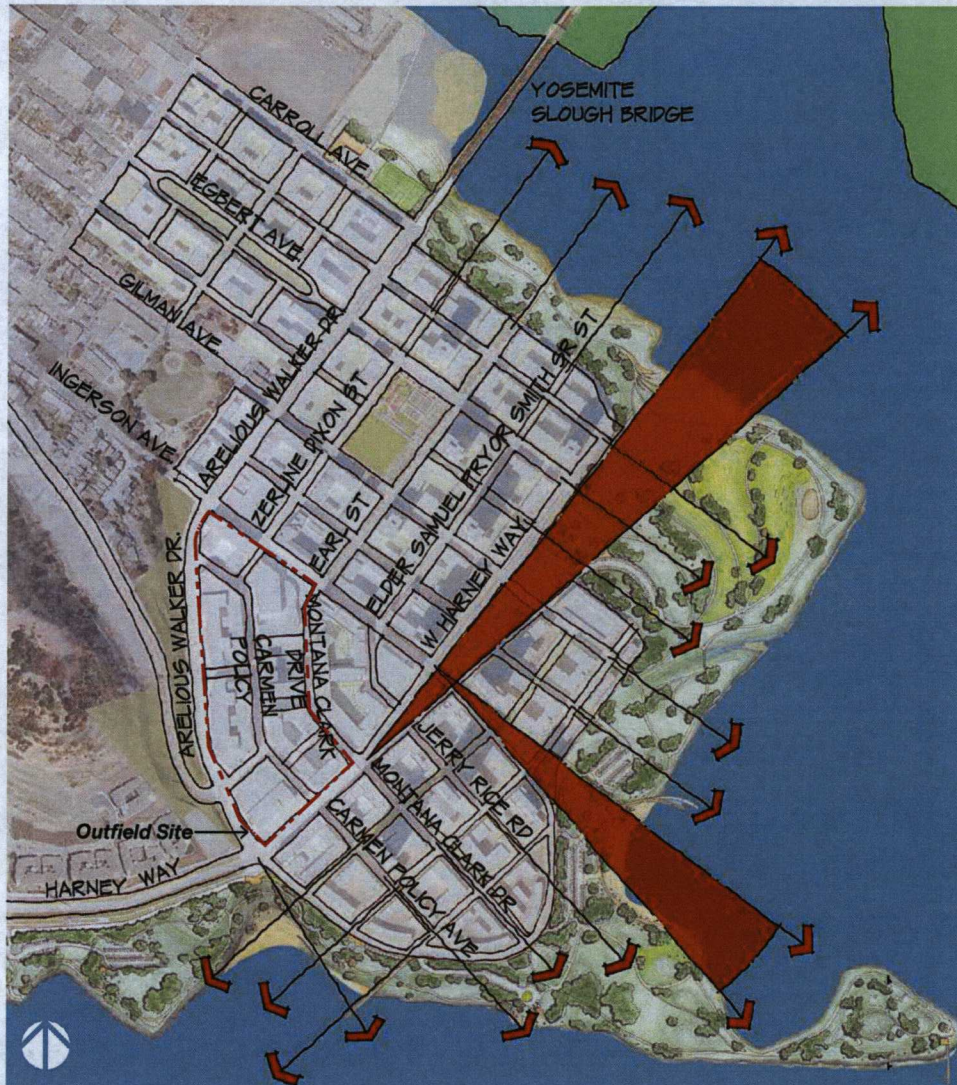 YOSEMITE
SLOUGH BRIDGE
CARROLL AVE
EGBERT AVE.
GILMAN AVE.
INGERSON AVE
ARELIOUS WALKER DR.
ZERLINE DIXON ST
EARL ST
ELDER SAMUEL PRYOR SMITH SR ST
W HARNEY WAY
ARELIOUS WALKER DR.
CARMEN
POLICY
MONTANA CLARK
DRIVE
JERRY RICE RD
MONTANA CLARK DR
CARMEN POLICY AVE
Outfield Site
HARNEY WAY